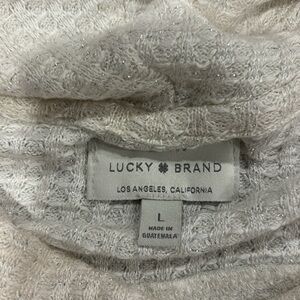 LUCKY BRAND
LOS ANGELES, CALIFORNIA
L
MADE IN
GUATEMALA